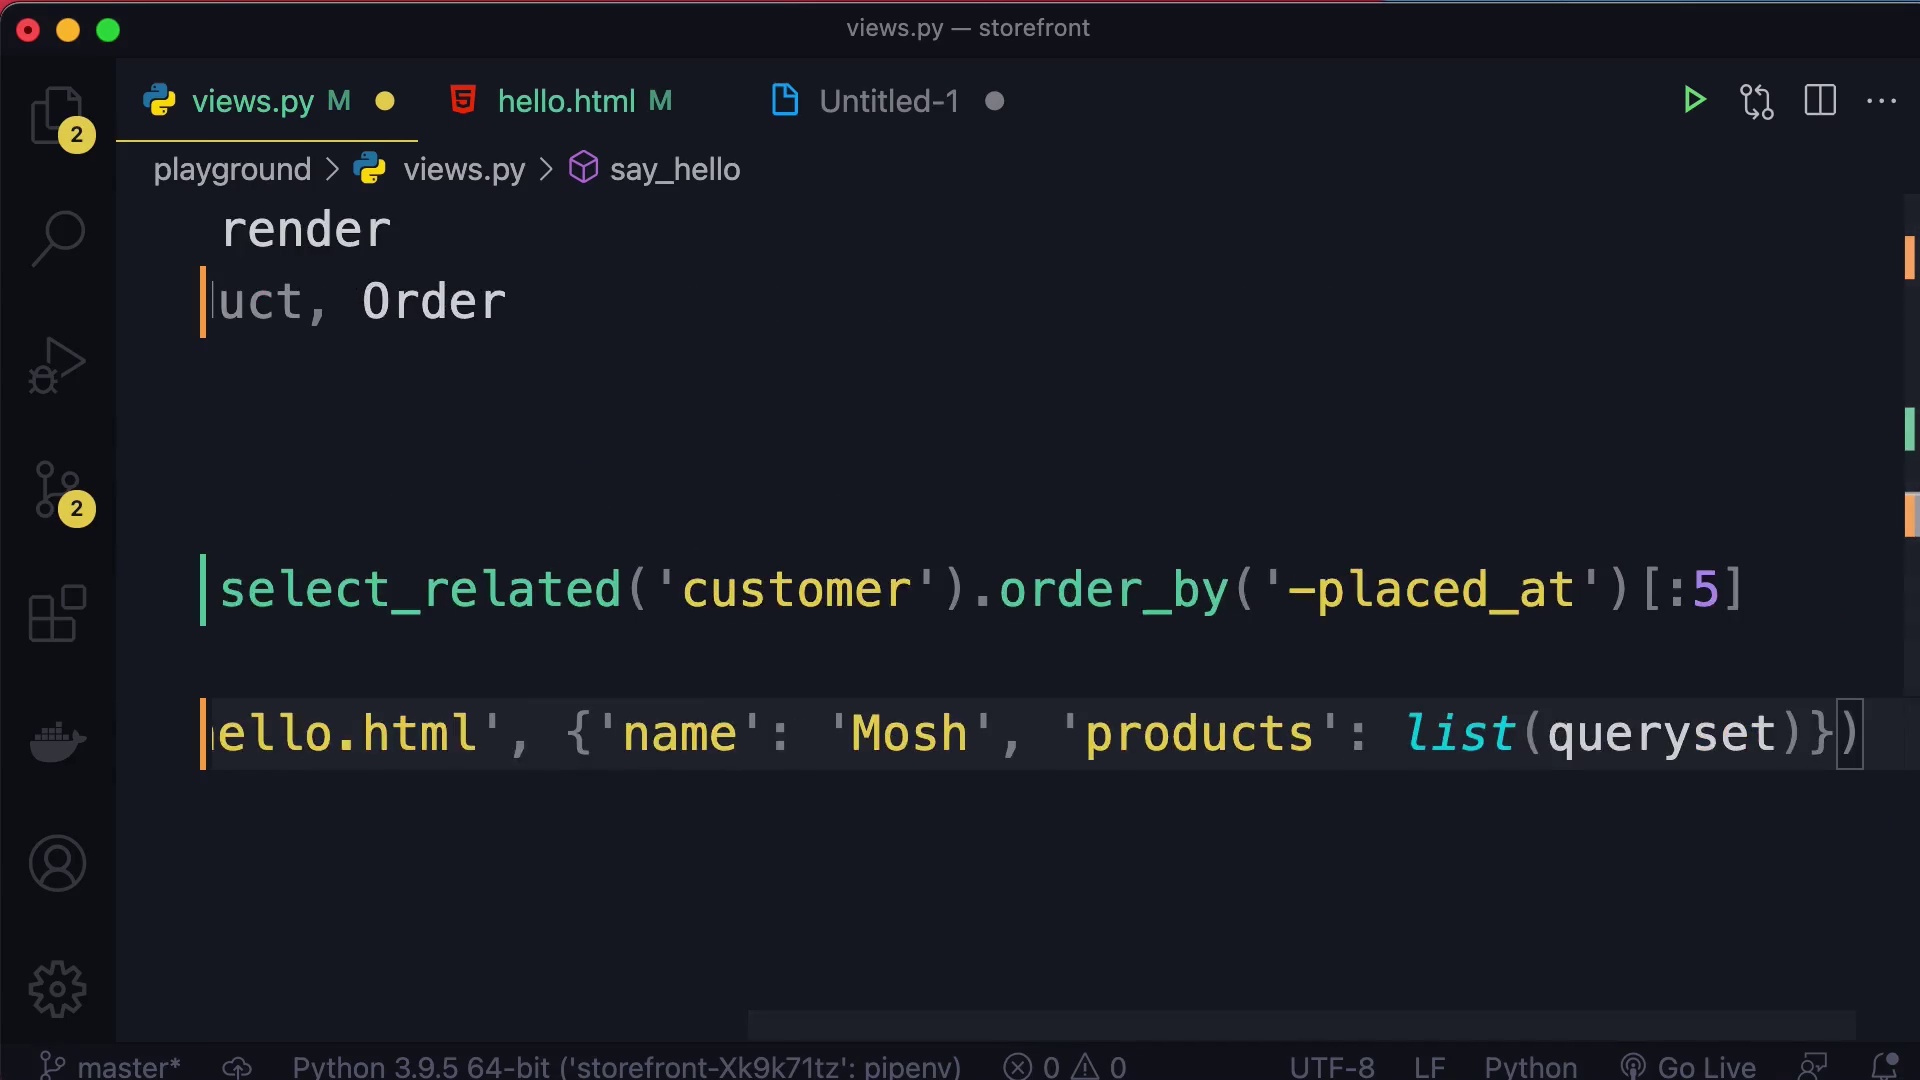 views.py — storefront
views.py M hello.html M Untitled-1
2
playground > views.py > say_hello
render
uct, Order
2
select_related('customer').order_by('-placed_at')[:5]
ello.html', {'name': 'Mosh', 'products': list(queryset)})
master* Python 3.9.5 64-bit ('storefront-Xk9k71tz': pipenv) 0 0 UTF-8 LF Python Go Live